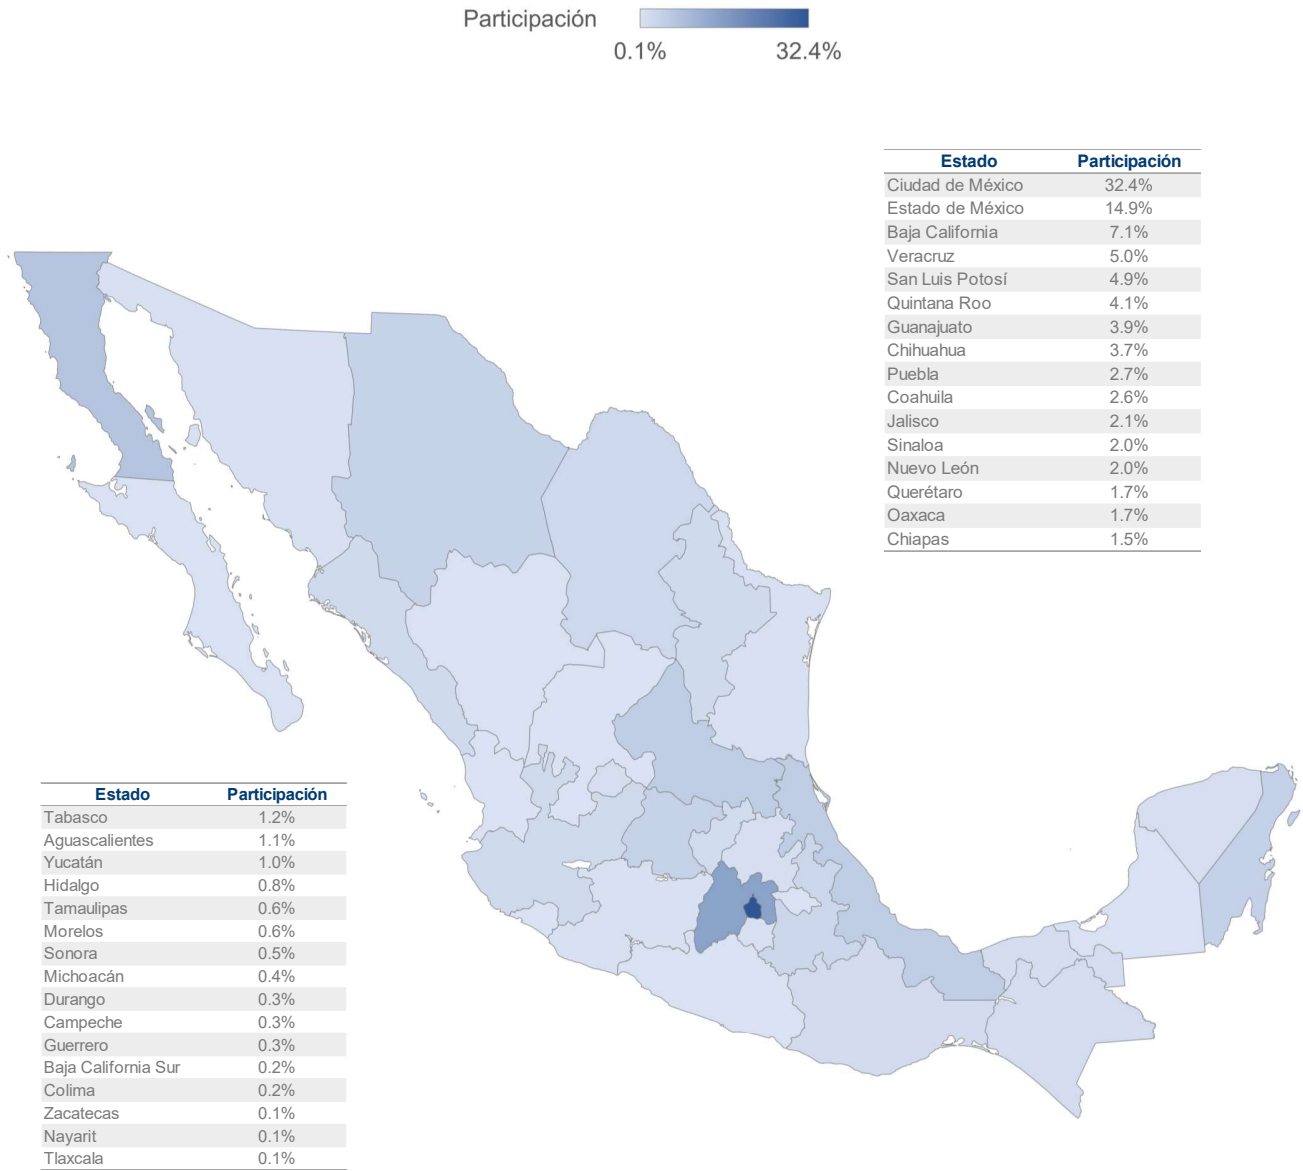 Participación
0.1% 32.4%
Estado Participación
Ciudad de México 32.4%
Estado de México 14.9%
Baja California 7.1%
Veracruz 5.0%
San Luis Potosí 4.9%
Quintana Roo 4.1%
Guanajuato 3.9%
Chihuahua 3.7%
Puebla 2.7%
Coahuila 2.6%
Jalisco 2.1%
Sinaloa 2.0%
Nuevo León 2.0%
Querétaro 1.7%
Oaxaca 1.7%
Chiapas 1.5%
Estado Participación
Tabasco 1.2%
Aguascalientes 1.1%
Yucatán 1.0%
Hidalgo 0.8%
Tamaulipas 0.6%
Morelos 0.6%
Sonora 0.5%
Michoacán 0.4%
Durango 0.3%
Campeche 0.3%
Guerrero 0.3%
Baja California Sur 0.2%
Colima 0.2%
Zacatecas 0.1%
Nayarit 0.1%
Tlaxcala 0.1%